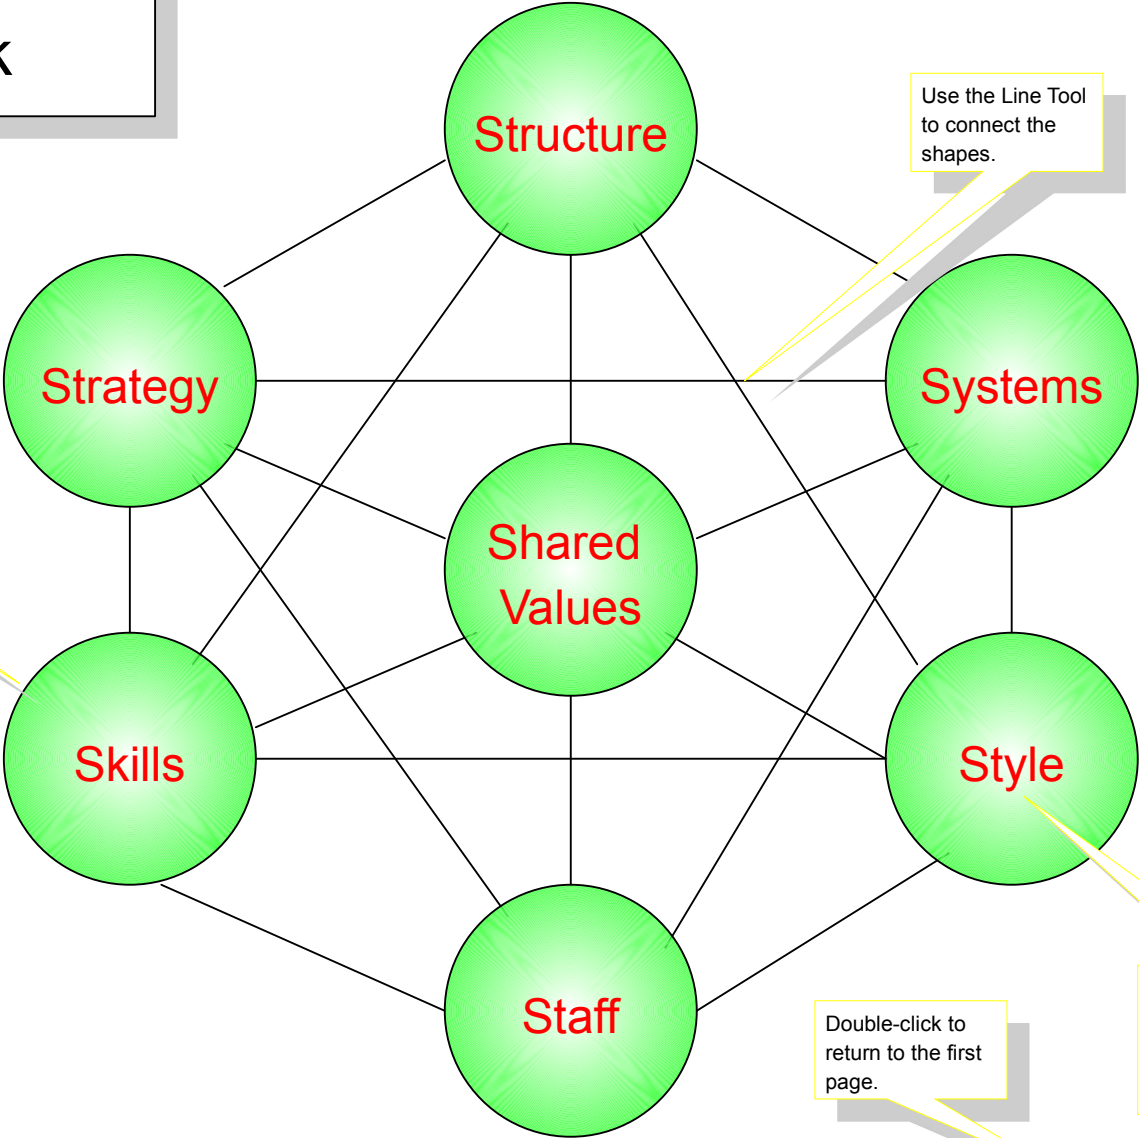 k
Structure
Use the Line Tool
to connect the
shapes.
Strategy
Systems
Shared
Values
Skills
Style
Staff
Double-click to
return to the first
page.